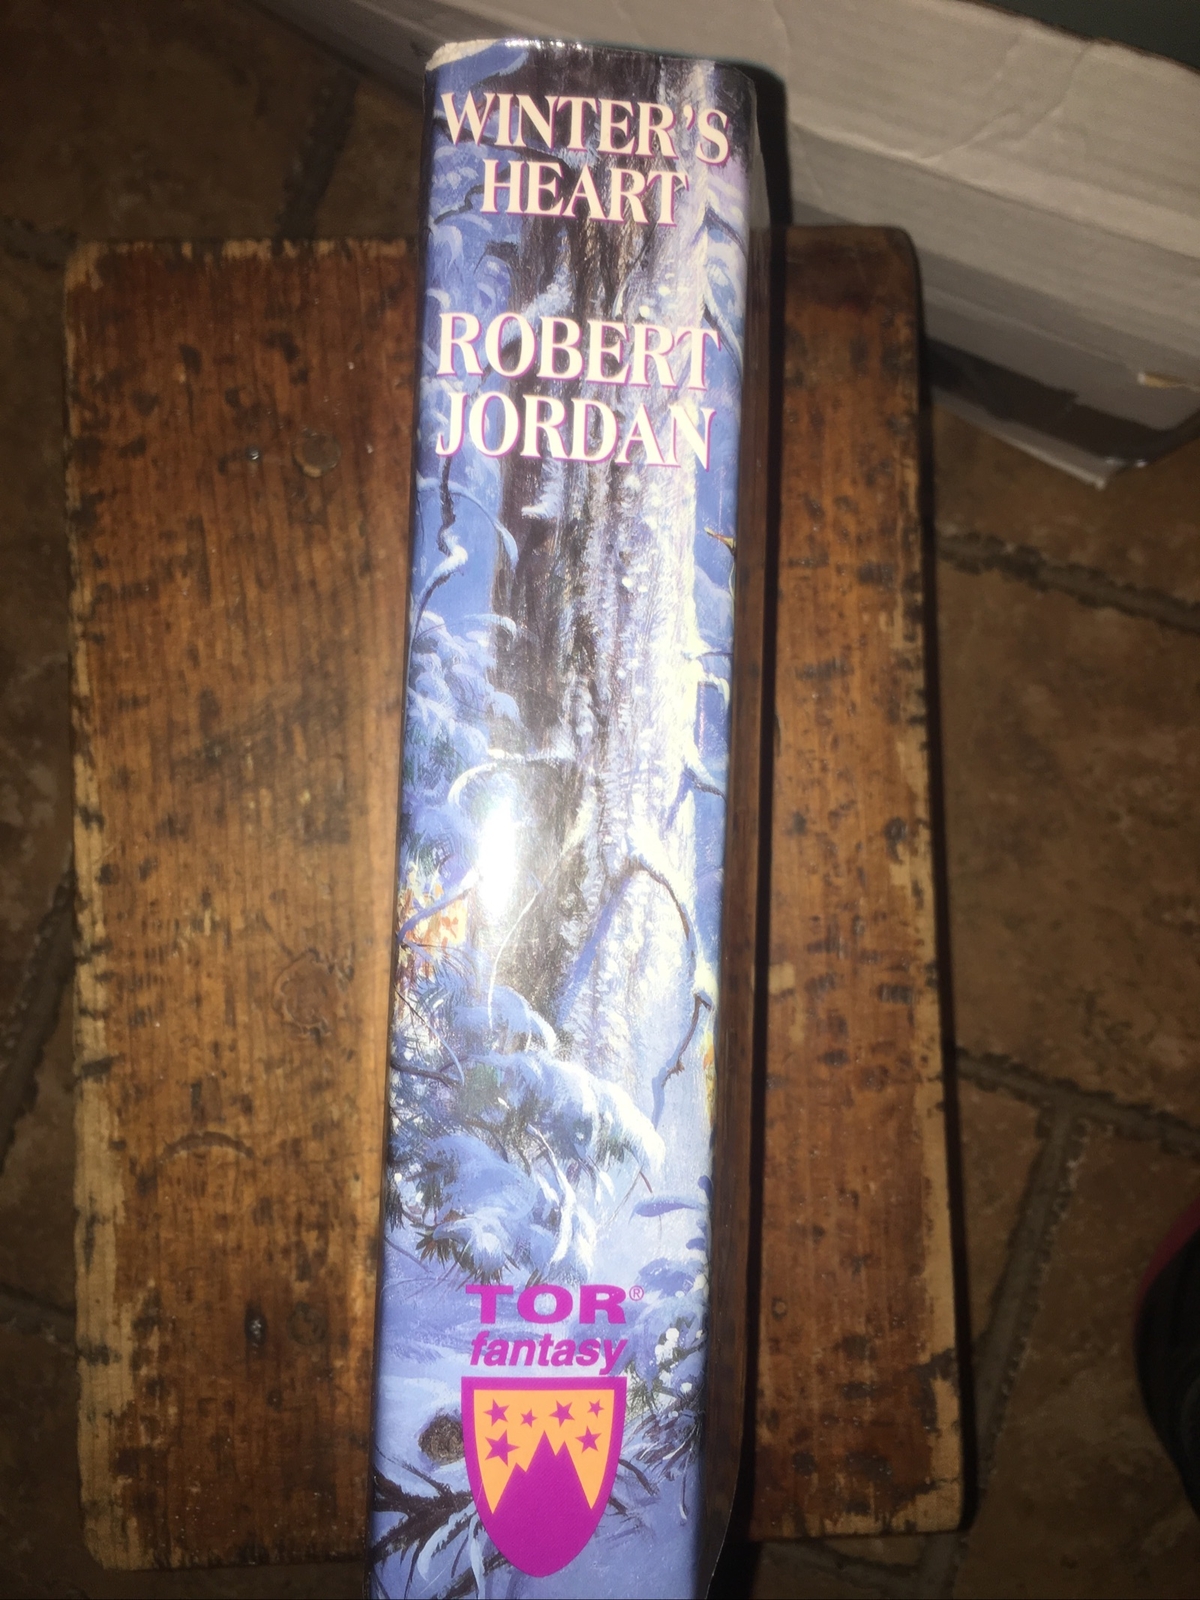 WINTER'S
HEART
ROBERT
JORDAN
TOR®
fantasy